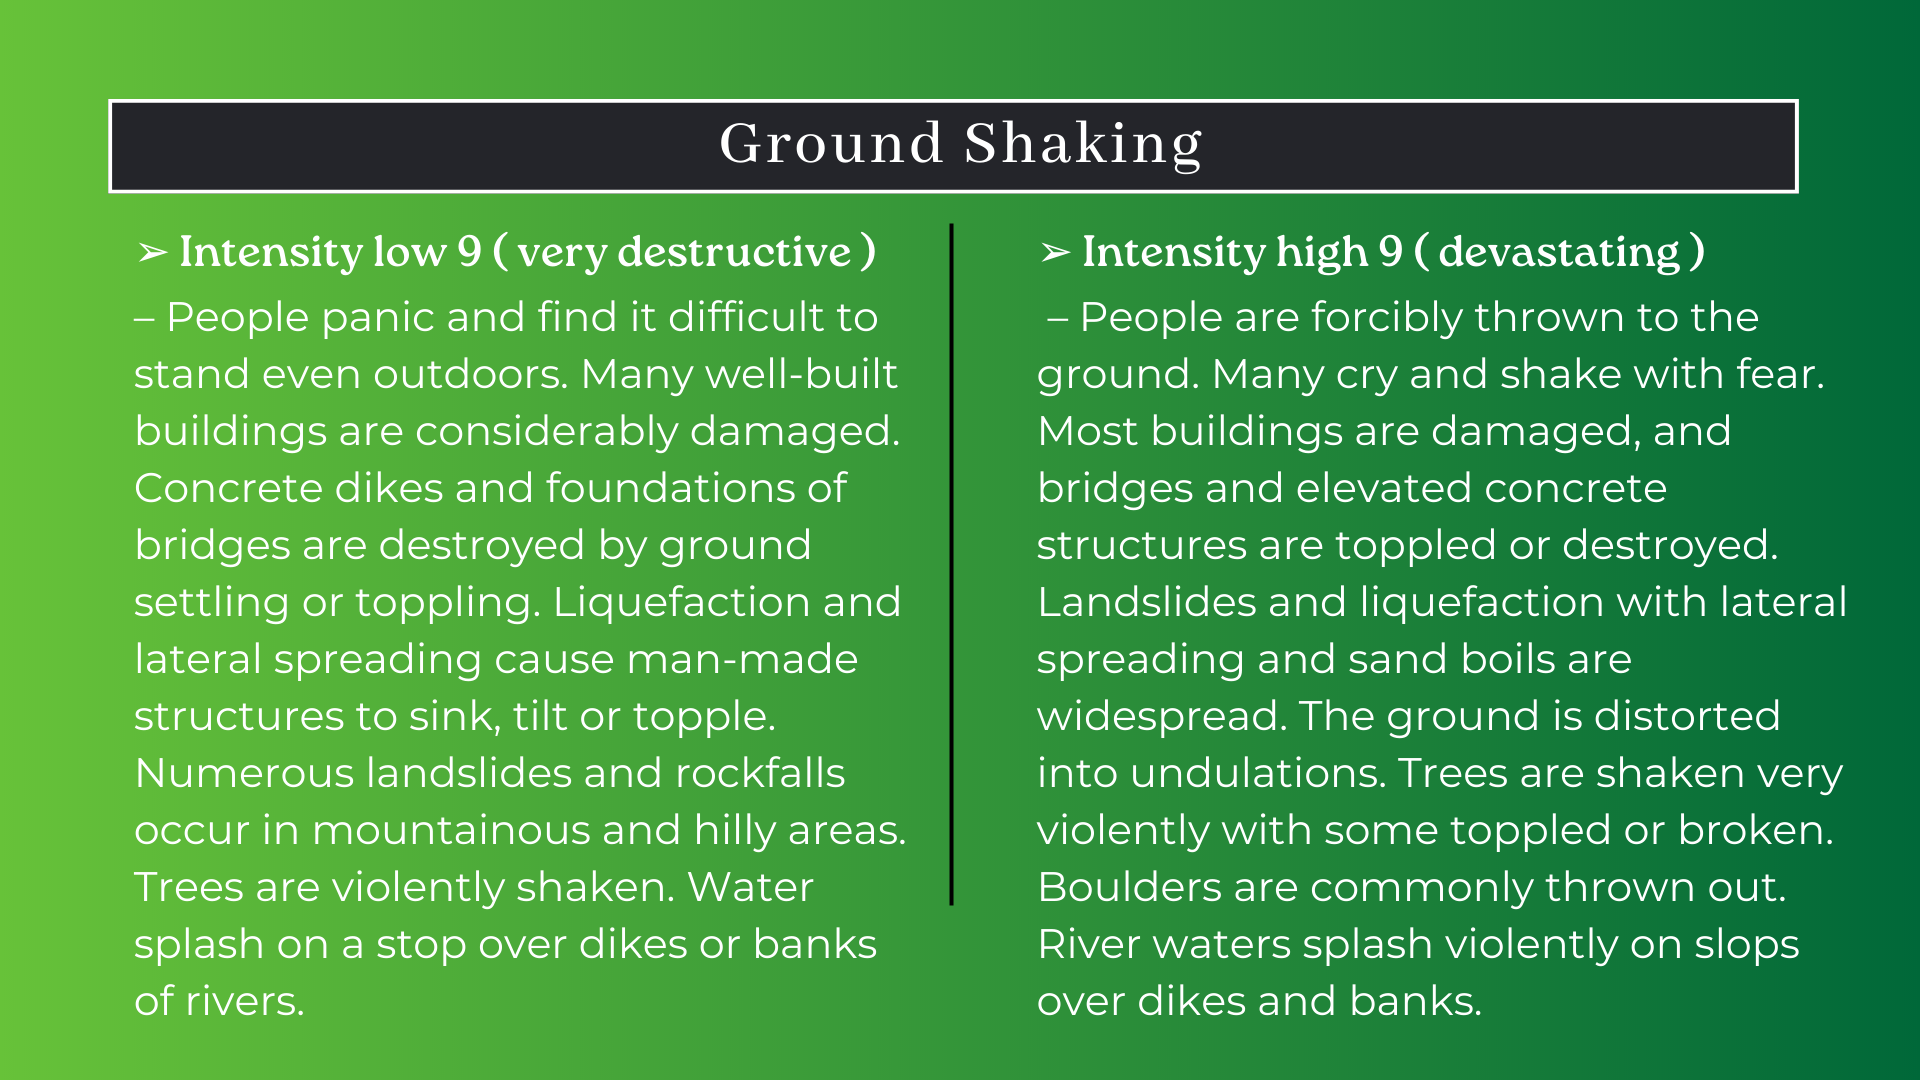 Ground Shaking
➢ Intensity low 9 ( very destructive )
– People panic and find it difficult to
stand even outdoors. Many well-built
buildings are considerably damaged.
Concrete dikes and foundations of
bridges are destroyed by ground
settling or toppling. Liquefaction and
lateral spreading cause man-made
structures to sink, tilt or topple.
Numerous landslides and rockfalls
occur in mountainous and hilly areas.
Trees are violently shaken. Water
splash on a stop over dikes or banks
of rivers.
➢ Intensity high 9 ( devastating )
– People are forcibly thrown to the
ground. Many cry and shake with fear.
Most buildings are damaged, and
bridges and elevated concrete
structures are toppled or destroyed.
Landslides and liquefaction with lateral
spreading and sand boils are
widespread. The ground is distorted
into undulations. Trees are shaken very
violently with some toppled or broken.
Boulders are commonly thrown out.
River waters splash violently on slops
over dikes and banks.